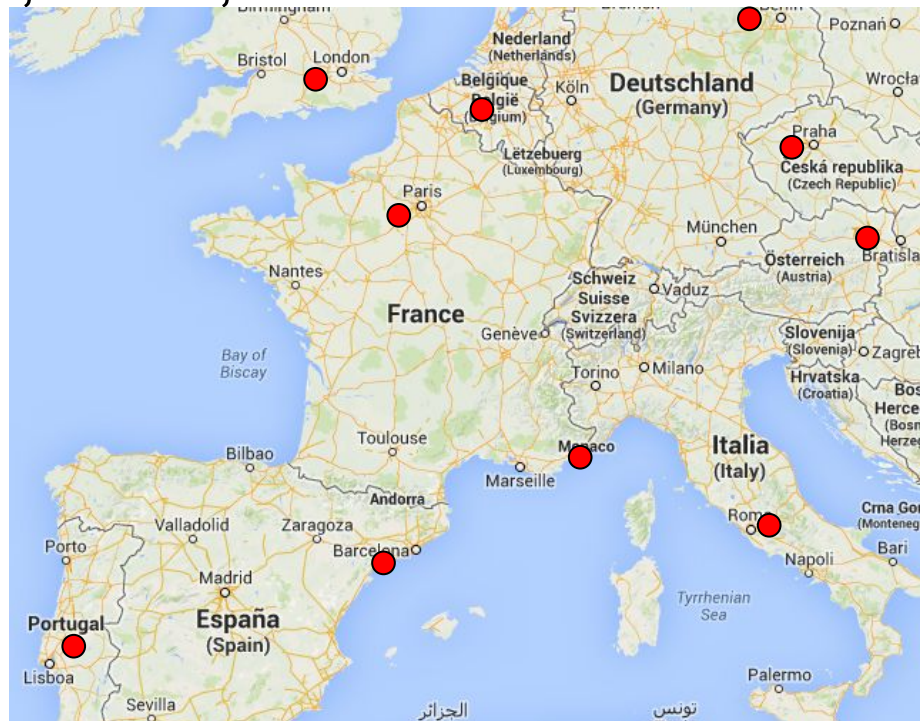 Birmingham
Bremen
Berlin
Poznań
Nederland
(Netherlands)
Bristol
London
Belgique
België
(Belgium)
Köln
Deutschland
(Germany)
Wrocła
Praha
Česká republika
(Czech Republic)
Lëtzebuerg
(Luxembourg)
Paris
München
Österreich
(Austria)
Bratisla
Nantes
Schweiz
Suisse
Svizzera
(Switzerland)
Vaduz
France
Genève
Slovenija
(Slovenia)
Zagreb
Bay of
Biscay
Torino
Milano
Hrvatska
(Croatia)
Bos
Herce
(Bosn
Herzeg
Toulouse
Monaco
Italia
(Italy)
Bilbao
Marseille
Andorra
Crna Gor
(Monteneg
Valladolid
Zaragoza
Roma
Porto
Barcelona
Bari
Napoli
Madrid
Tyrrhenian
Sea
Portugal
España
(Spain)
Lisboa
Palermo
Sevilla
الجزائر
تونس